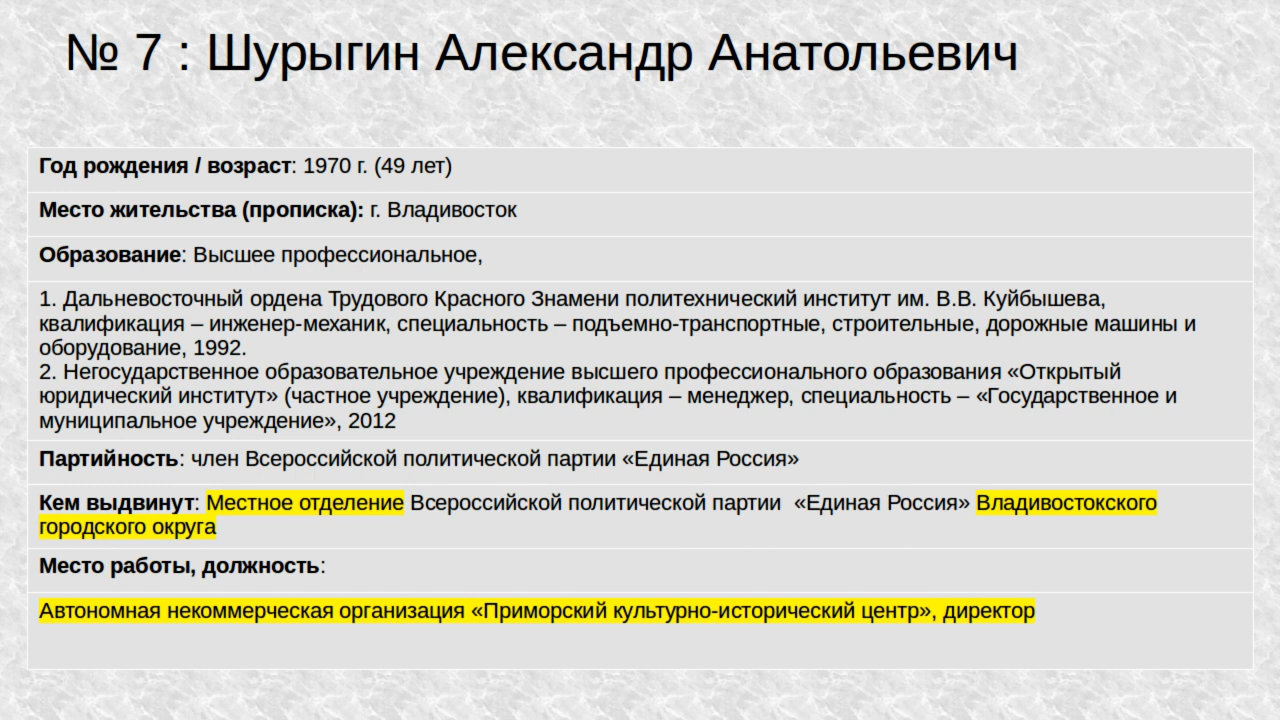 № 7 : Шурыгин Александр Анатольевич
Год рождения / возраст: 1970 г. (49 лет)
Место жительства (прописка): г. Владивосток
Образование: Высшее профессиональное,
1. Дальневосточный ордена Трудового Красного Знамени политехнический институт им. В.В. Куйбышева,
квалификация – инженер-механик, специальность – подъемно-транспортные, строительные, дорожные машины и
оборудование, 1992.
2. Негосударственное образовательное учреждение высшего профессионального образования «Открытый
юридический институт» (частное учреждение), квалификация – менеджер, специальность – «Государственное и
муниципальное учреждение», 2012
Партийность: член Всероссийской политической партии «Единая Россия»
Кем выдвинут: Местное отделение Всероссийской политической партии «Единая Россия» Владивостокского
городского округа
Место работы, должность:
Автономная некоммерческая организация «Приморский культурно-исторический центр», директор